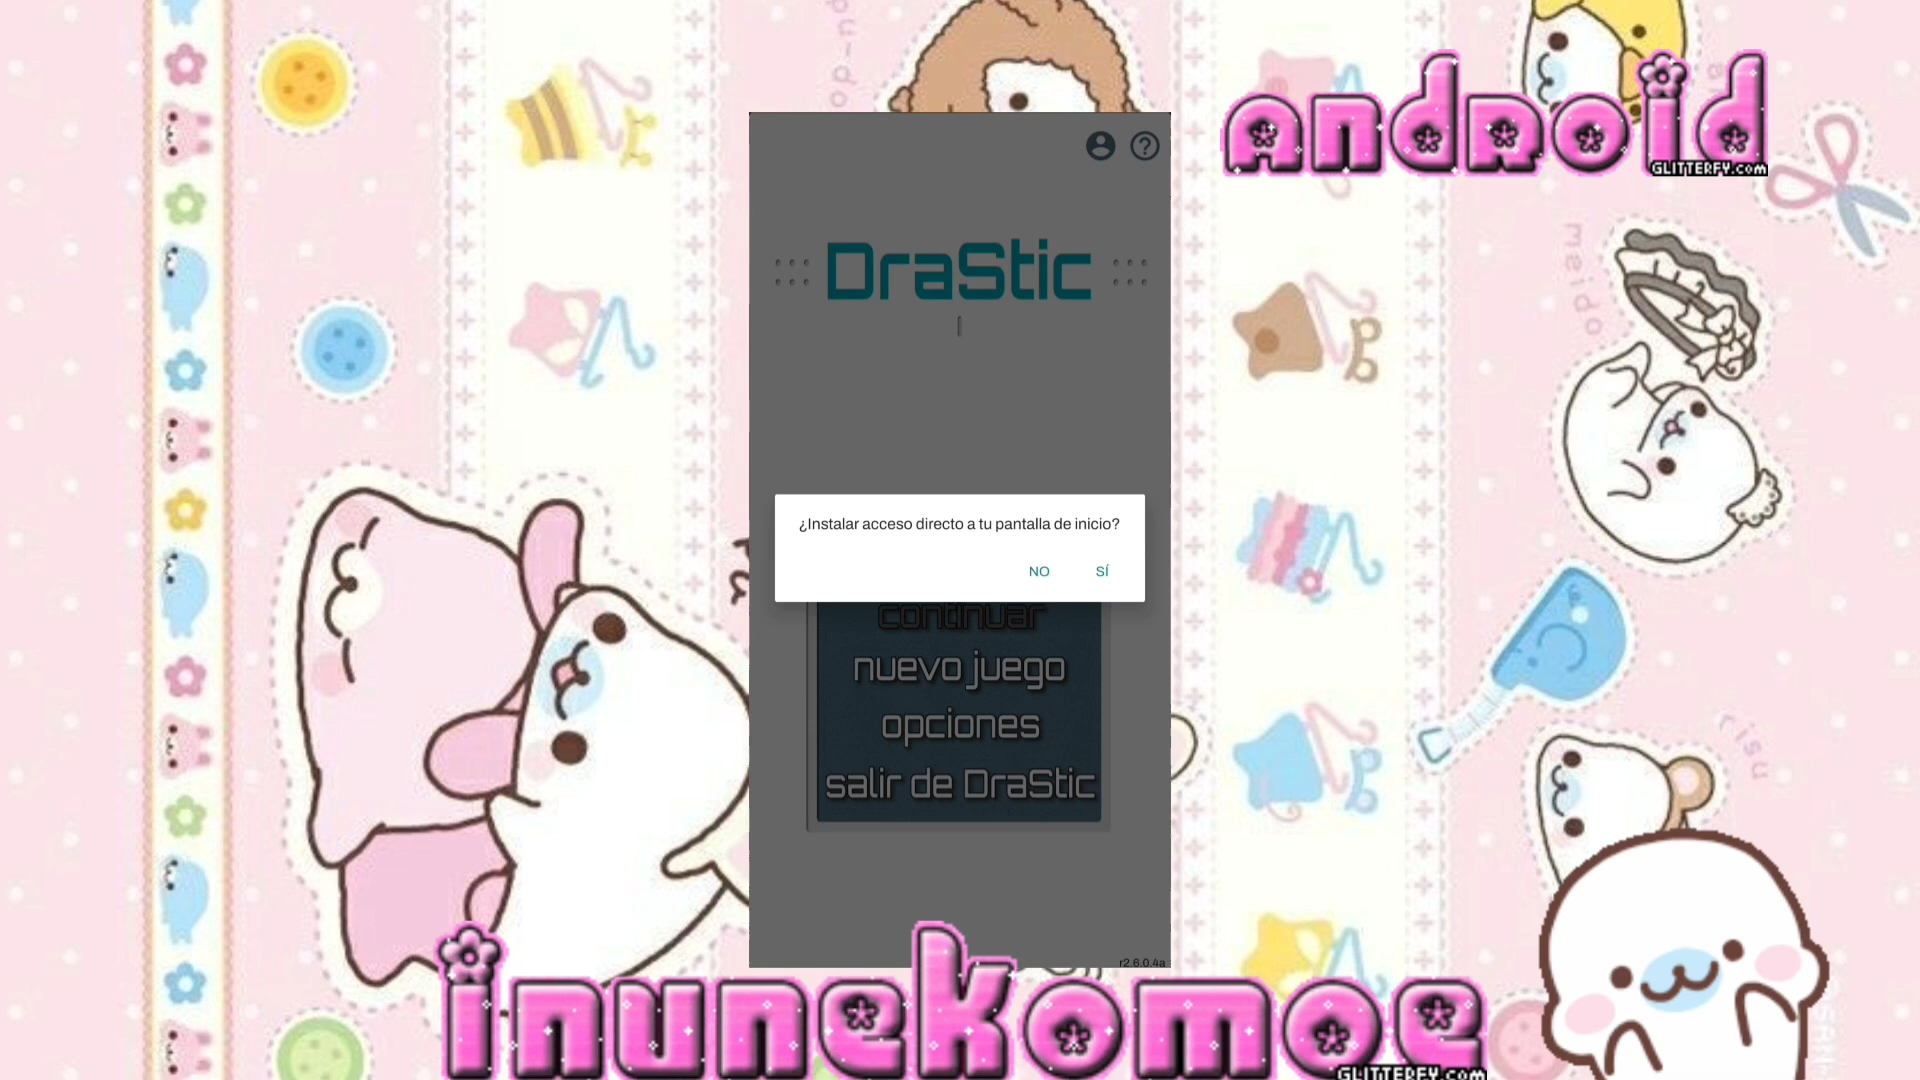 android
GLITTERFY.com
meido
DraStic
¿Instalar acceso directo a tu pantalla de inicio?
NO
SÍ
continuar
nuevo juego
opciones
salir de DraStic
r2.6.0.4a
inunekomoe
GLITTERFY.com